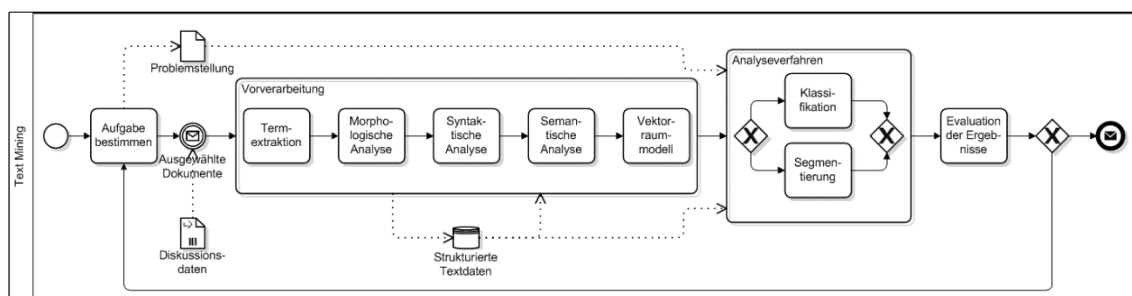 Text Mining
Problemstellung
Aufgabe
bestimmen
Ausgewählte
Dokumente
Diskussions-
daten
Vorverarbeitung
Term-
extraktion
Morpho-
logische
Analyse
Syntak-
tische
Analyse
Seman-
tische
Analyse
Vektor-
raum-
modell
Strukturierte
Textdaten
Analyseverfahren
Klassi-
fikation
Segmen-
tierung
Evaluation
der Ergeb-
nisse